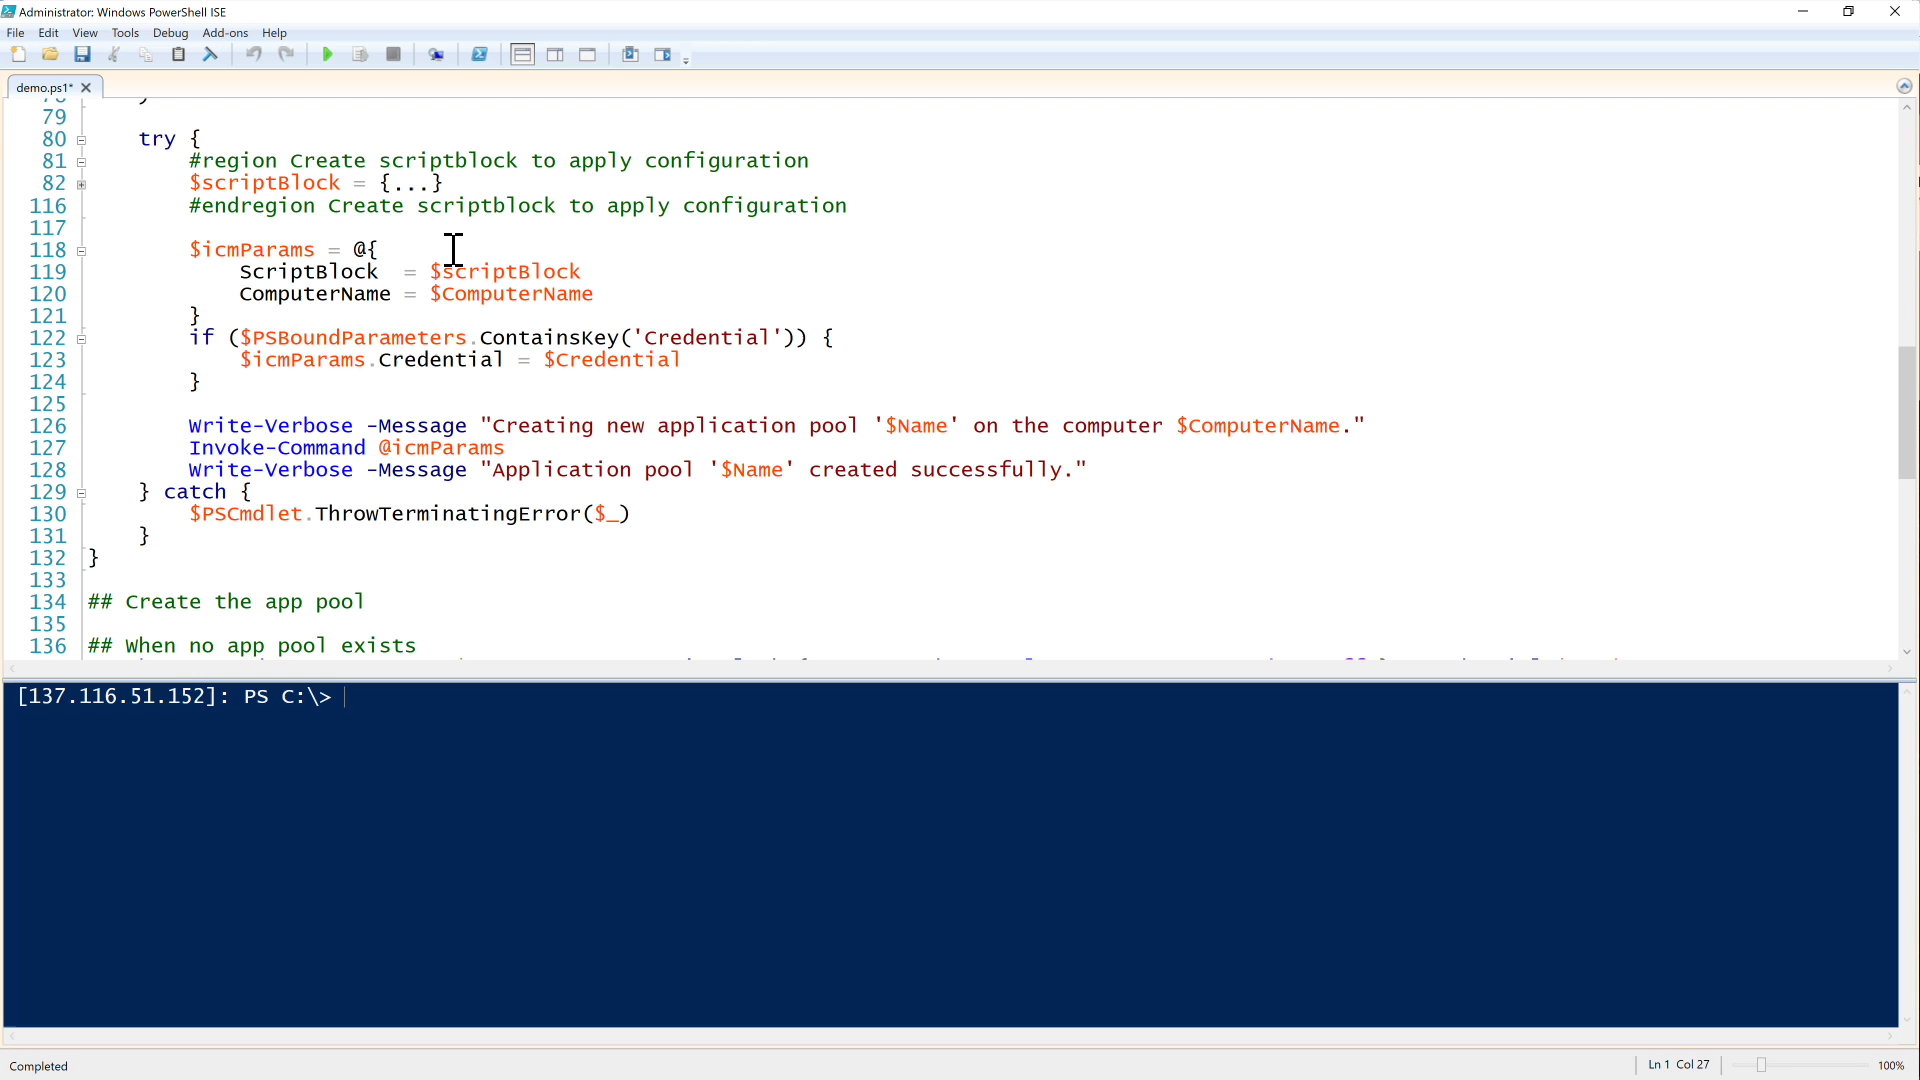 Administrator: Windows PowerShell ISE
File Edit View Tools Debug Add-ons Help
demo.ps1* 
79
80 try {
81 #region Create scriptblock to apply configuration
82 $scriptBlock = {...}
116 #endregion Create scriptblock to apply configuration
117
118 $icmParams = @{
119 ScriptBlock = $scriptBlock
120 ComputerName = $ComputerName
121 }
122 if ($PSBoundParameters.ContainsKey('Credential')) {
123 $icmParams.Credential = $Credential
124 }
125
126 Write-Verbose -Message "Creating new application pool '$Name' on the computer $ComputerName."
127 Invoke-Command @icmParams
128 Write-Verbose -Message "Application pool '$Name' created successfully."
129 } catch {
130 $PSCmdlet.ThrowTerminatingError($_)
131 }
132 }
133
134 ## Create the app pool
135
136 ## When no app pool exists
[137.116.51.152]: PS C:\>
Completed
Ln 1 Col 27
100%